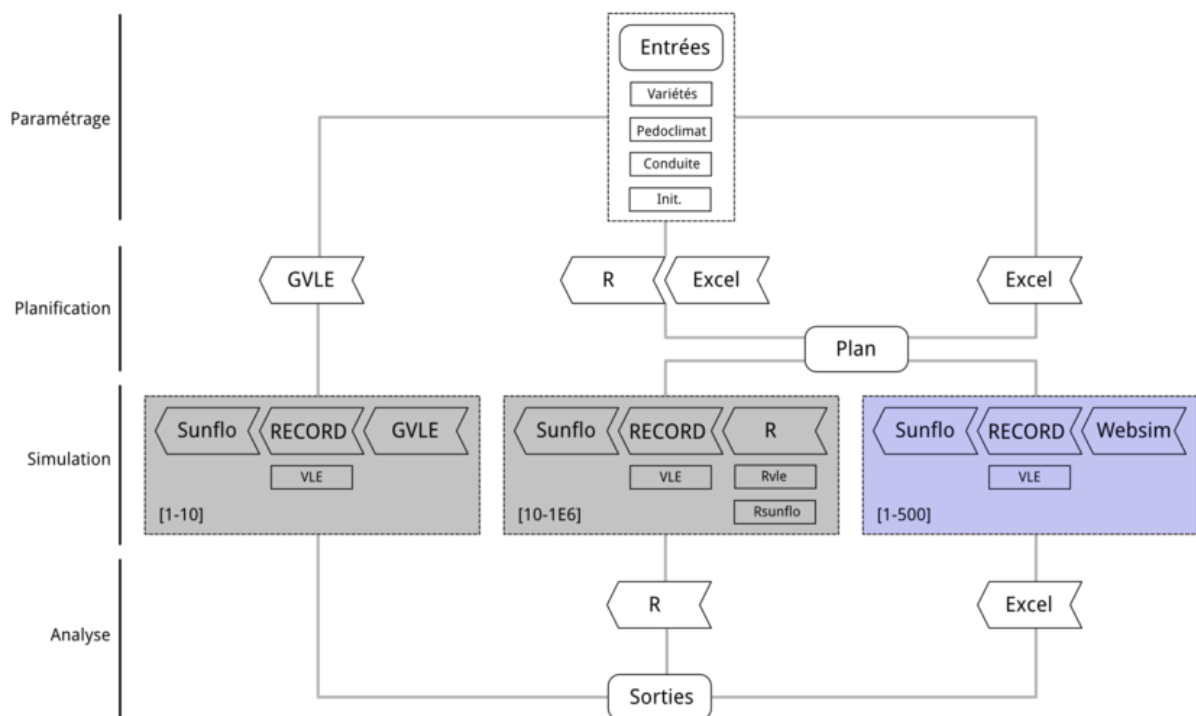 Entrées
Variétés
Paramétrage
Pedoclimat
Conduite
Init.
GVLE
R
Excel
Excel
Planification
Plan
Sunflo RECORD GVLE
Sunflo RECORD R
Sunflo RECORD Websim
Simulation
VLE
VLE
Rvle
VLE
[1-10]
[10-1E6]
Rsunflo
[1-500]
R
Excel
Analyse
Sorties